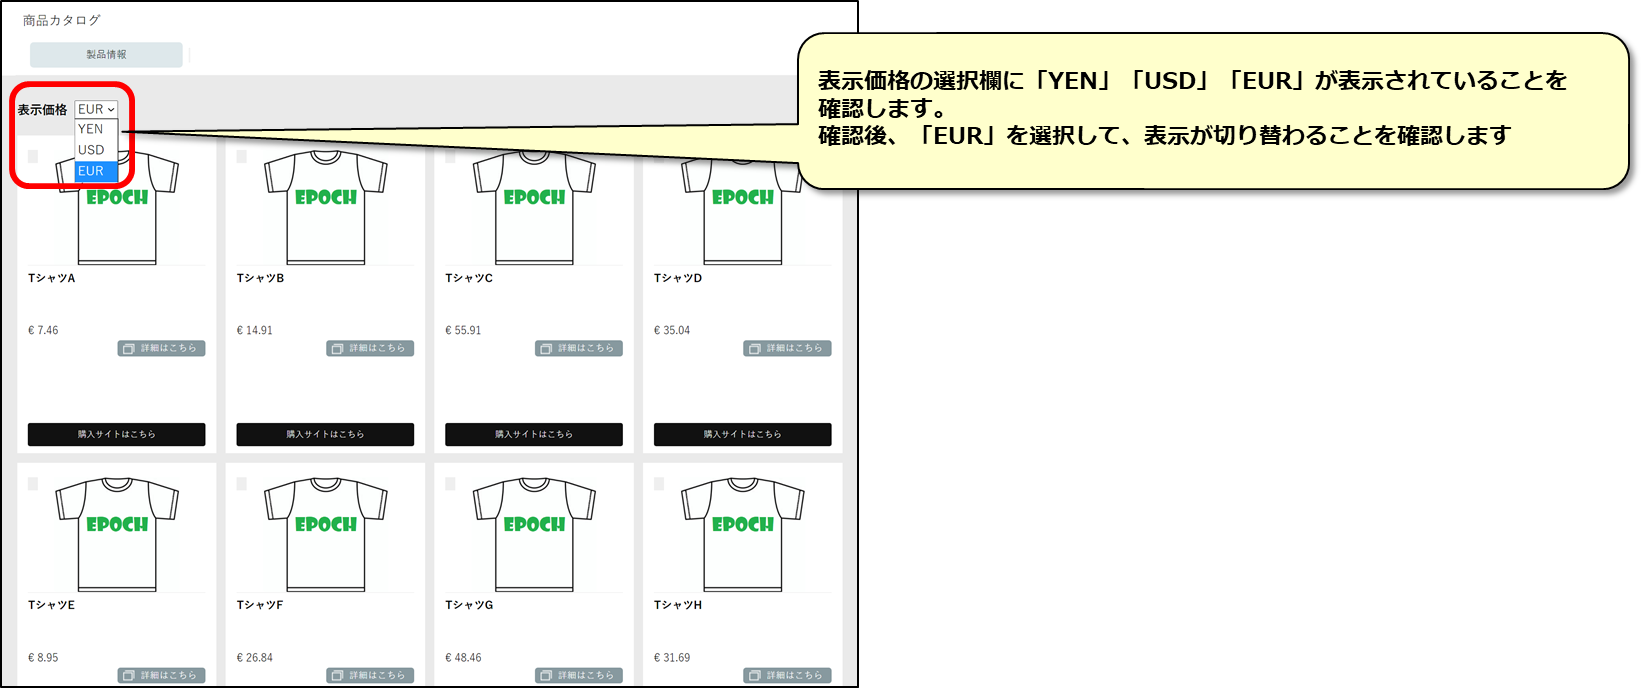 商品カタログ
製品情報
表示価格の選択欄に「YEN」「USD」「EUR」が表示されていることを
確認します。
確認後、「EUR」を選択して、表示が切り替わることを確認します
表示価格 EUR
YEN
USD
EUR
EPOCH EPOCH EPOCH EPOCH
TシャツA TシャツB TシャツC TシャツD
€ 7.46 € 14.91 € 55.91 € 35.04
詳細はこちら 詳細はこちら 詳細はこちら 詳細はこちら
購入サイトはこちら 購入サイトはこちら 購入サイトはこちら 購入サイトはこちら
EPOCH EPOCH EPOCH EPOCH
TシャツE TシャツF TシャツG TシャツH
€ 8.95 € 26.84 € 48.46 € 31.69
詳細はこちら 詳細はこちら 詳細はこちら 詳細はこちら